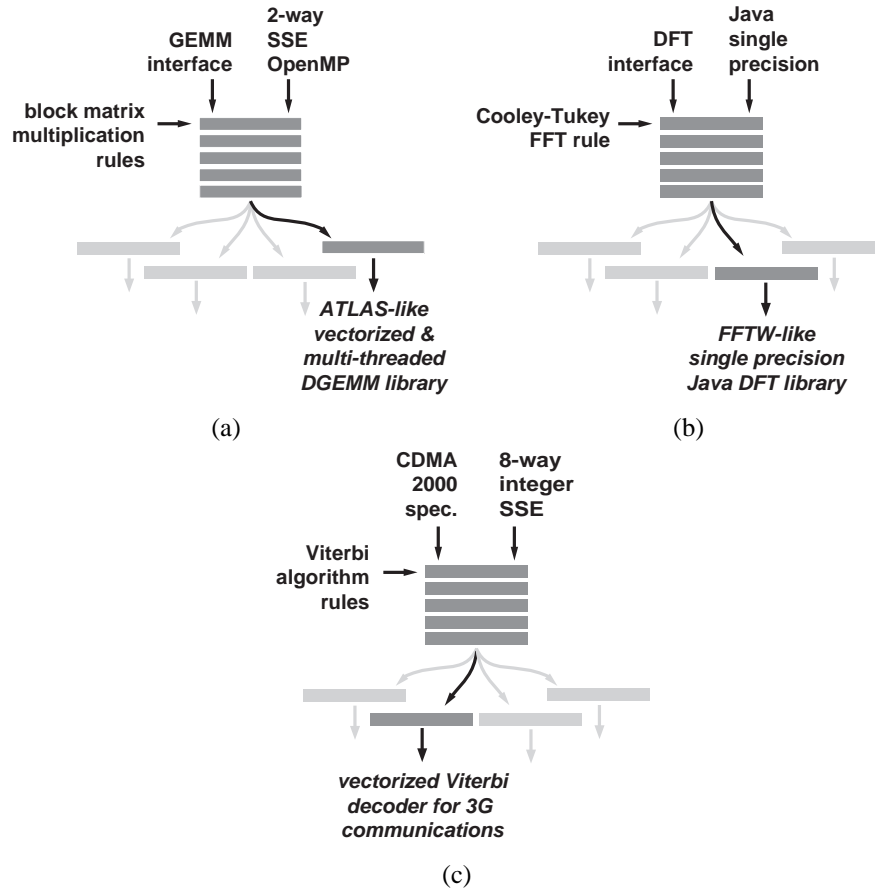 GEMM
interface
2-way
SSE
OpenMP
block matrix
multiplication
rules
ATLAS-like
vectorized &
multi-threaded
DGEMM library
(a)
DFT
interface
Java
single
precision
Cooley-Tukey
FFT rule
FFTW-like
single precision
Java DFT library
(b)
CDMA
2000
spec.
8-way
integer
SSE
Viterbi
algorithm
rules
vectorized Viterbi
decoder for 3G
communications
(c)